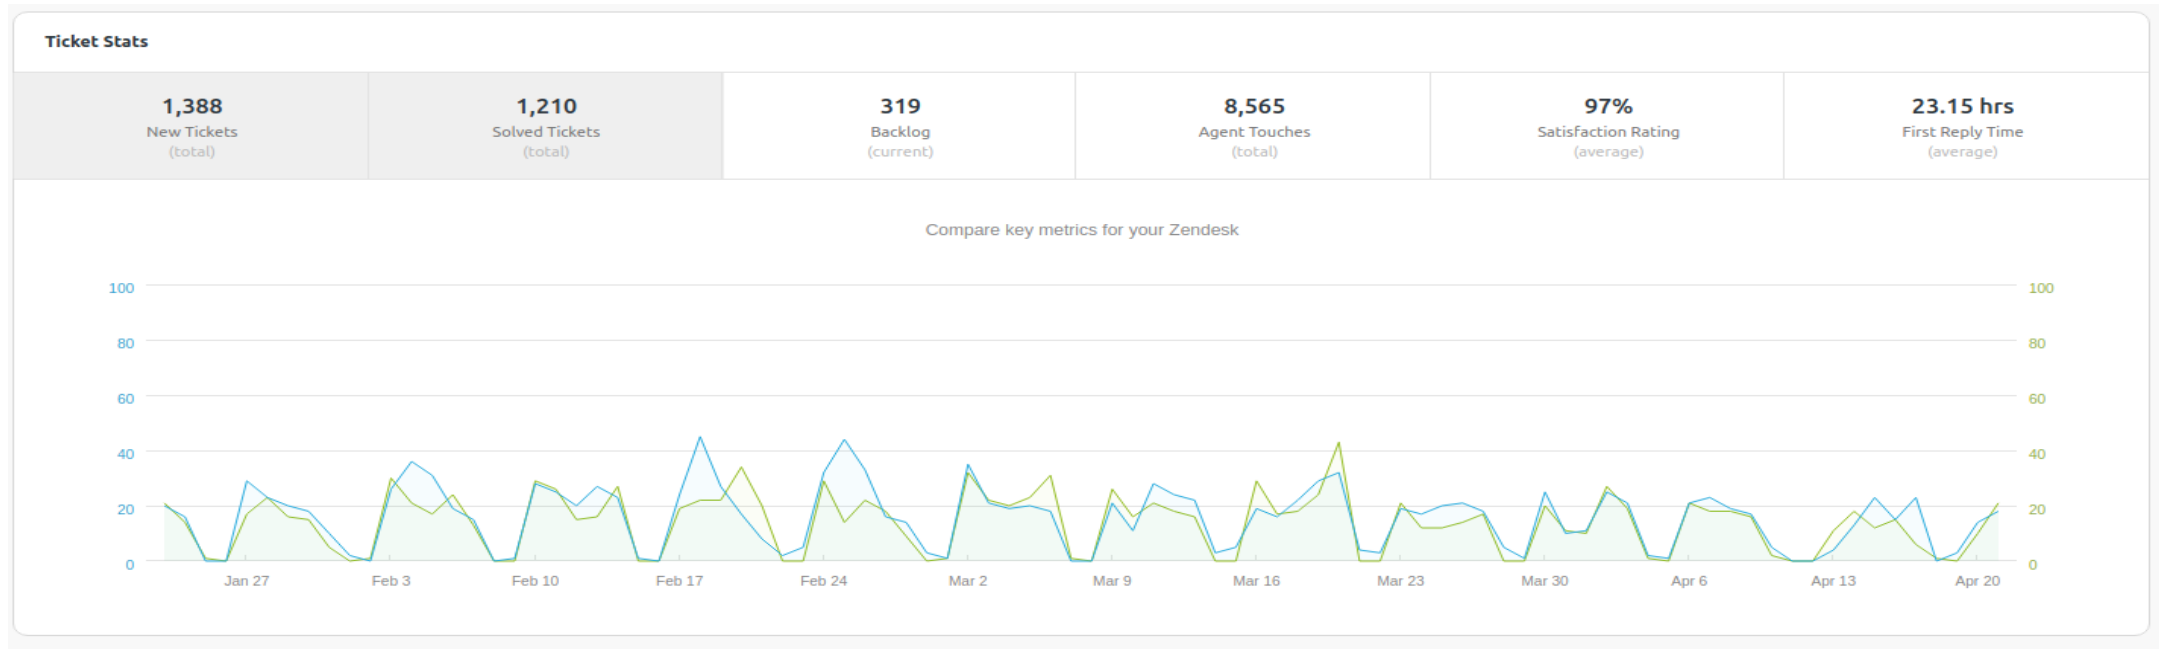 Ticket Stats
1,388
New Tickets
(total)
1,210
Solved Tickets
(total)
319
Backlog
(current)
8,565
Agent Touches
(total)
97%
Satisfaction Rating
(average)
23.15 hrs
First Reply Time
(average)
Compare key metrics for your Zendesk
100 100
80 80
60 60
40 40
20 20
0 0
Jan 27 Feb 3 Feb 10 Feb 17 Feb 24 Mar 2 Mar 9 Mar 16 Mar 23 Mar 30 Apr 6 Apr 13 Apr 20